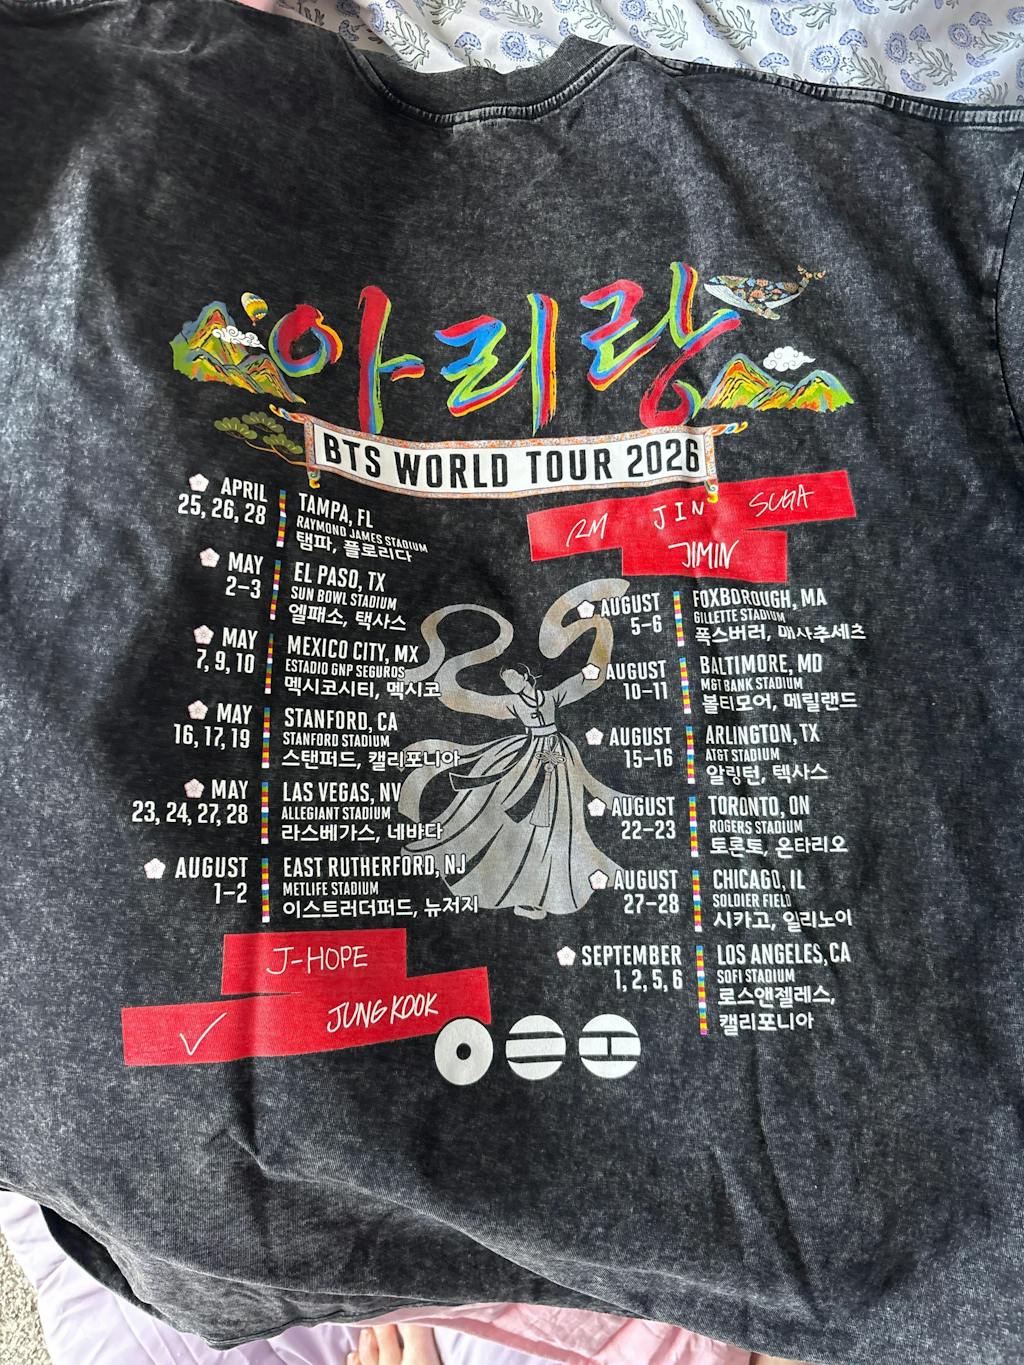 아리랑
BTS WORLD TOUR 2026
APRIL
25, 26, 28
TAMPA, FL
RAYMOND JAMES STADIUM
탬파, 플로리다
MAY
2-3
EL PASO, TX
SUN BOWL STADIUM
엘패소, 텍사스
MAY
7, 9, 10
MEXICO CITY, MX
ESTADIO GNP SEGUROS
멕시코시티, 멕시코
MAY
16, 17, 19
STANFORD, CA
STANFORD STADIUM
스탠퍼드, 캘리포니아
MAY
23, 24, 27, 28
LAS VEGAS, NV
ALLEGIANT STADIUM
라스베가스, 네바다
AUGUST
1-2
EAST RUTHERFORD, NJ
METLIFE STADIUM
이스트러더퍼드, 뉴저지
J-HOPE
JUNG KOOK
RM JIN SUGA
JIMIN
AUGUST
5-6
FOXBOROUGH, MA
GILLETTE STADIUM
폭스버러, 매사추세츠
AUGUST
10-11
BALTIMORE, MD
M&T BANK STADIUM
볼티모어, 메릴랜드
AUGUST
15-16
ARLINGTON, TX
AT&T STADIUM
알링턴, 텍사스
AUGUST
22-23
TORONTO, ON
ROGERS STADIUM
토론토, 온타리오
AUGUST
27-28
CHICAGO, IL
SOLDIER FIELD
시카고, 일리노이
SEPTEMBER
1, 2, 5, 6
LOS ANGELES, CA
SOFI STADIUM
로스앤젤레스,
캘리포니아